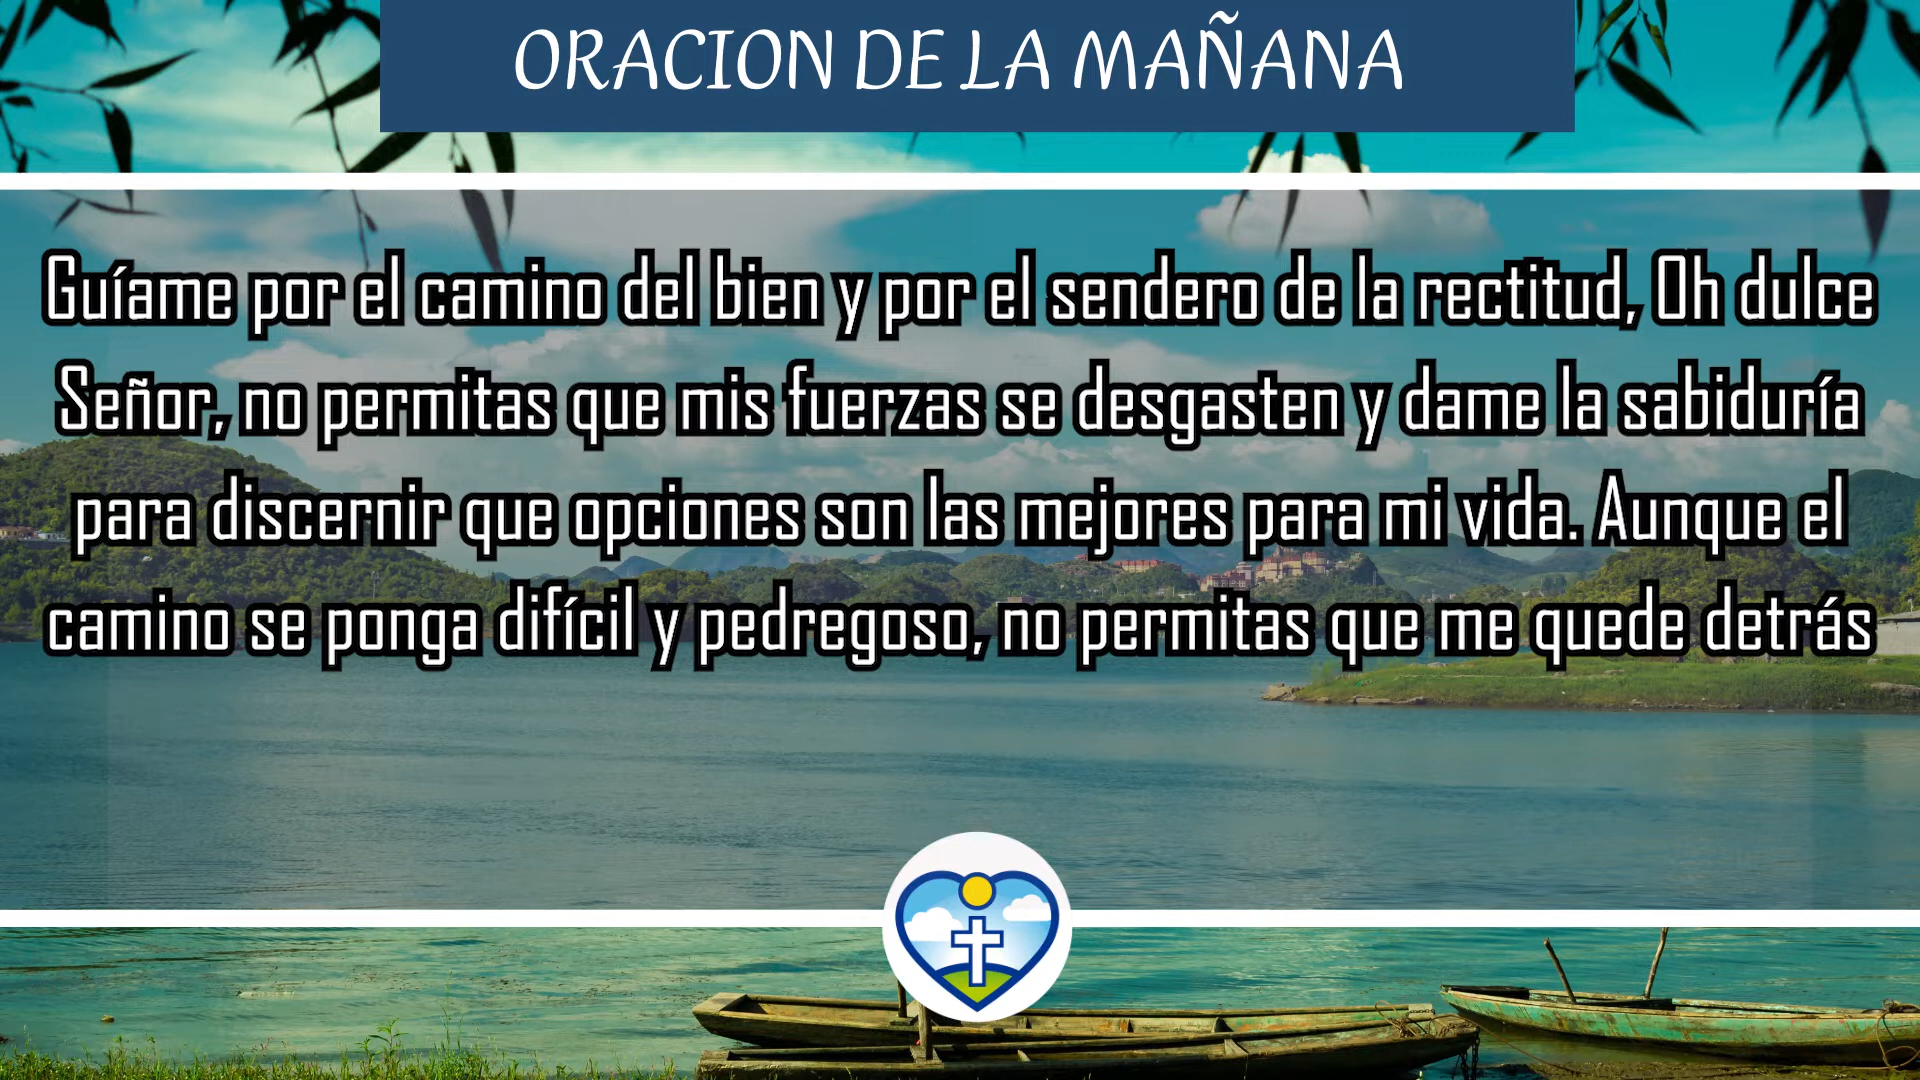 ORACION DE LA MAÑANA
Guíame por el camino del bien y por el sendero de la rectitud, Oh dulce
Señor, no permitas que mis fuerzas se desgasten y dame la sabiduría
para discernir que opciones son las mejores para mi vida. Aunque el
camino se ponga difícil y pedregoso, no permitas que me quede detrás